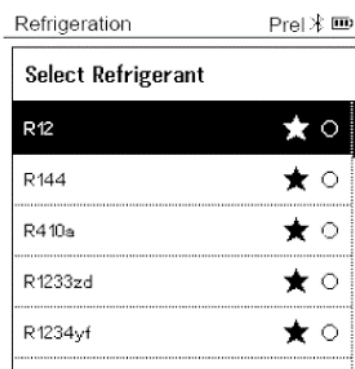 Refrigeration Prel
Select Refrigerant
R12
R144
R410a
R1233zd
R1234yf